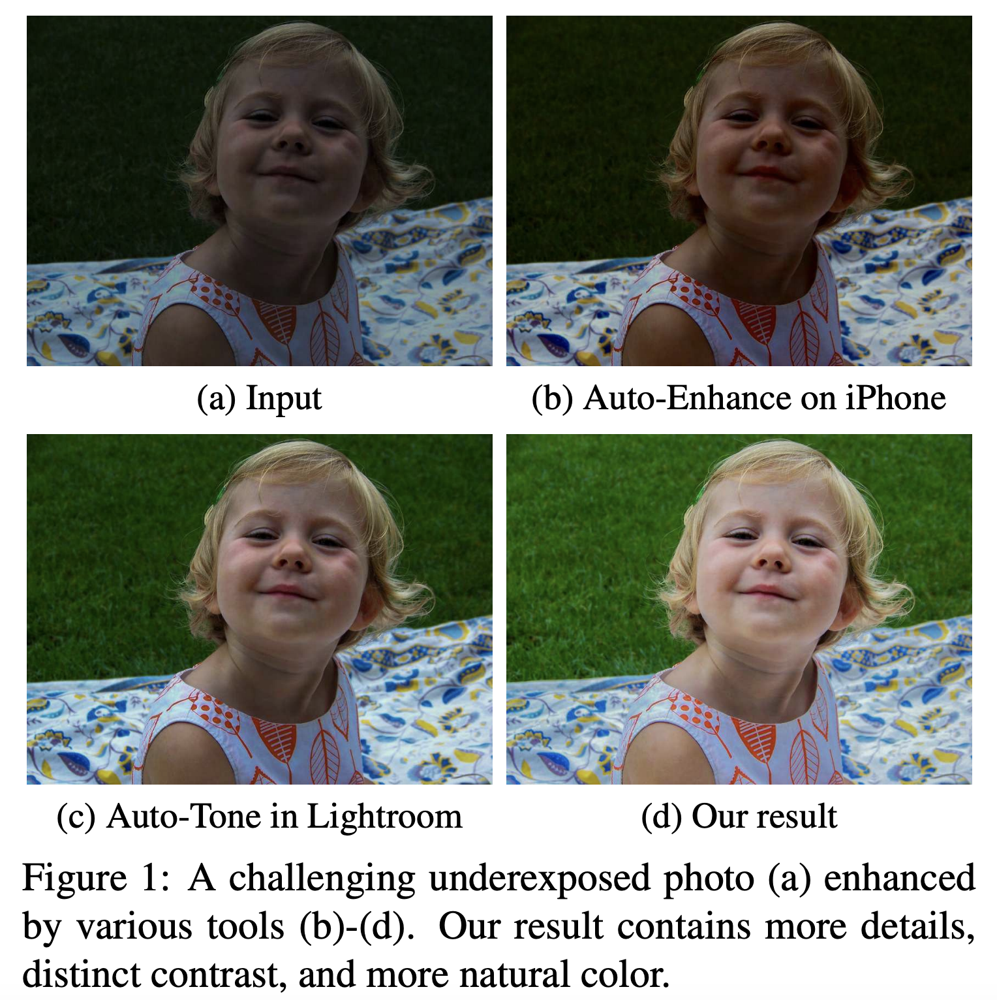 (a) Input
(b) Auto-Enhance on iPhone
(c) Auto-Tone in Lightroom
(d) Our result
Figure 1: A challenging underexposed photo (a) enhanced
by various tools (b)-(d). Our result contains more details,
distinct contrast, and more natural color.